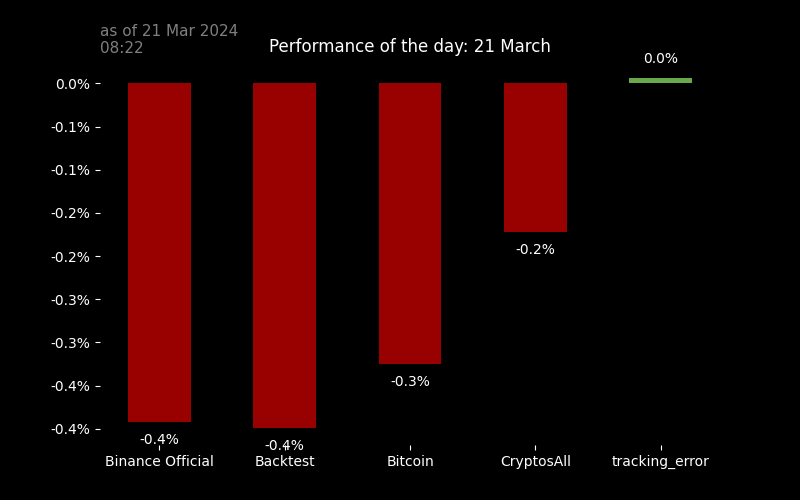 as of 21 Mar 2024
08:22
Performance of the day: 21 March
0.0%
0.0%
-0.1%
-0.1%
-0.2%
-0.2%
-0.3%
-0.3%
-0.4%
-0.4%
-0.2%
-0.3%
-0.4%
-0.4%
Binance Official
Backtest
Bitcoin
CryptosAll
tracking_error